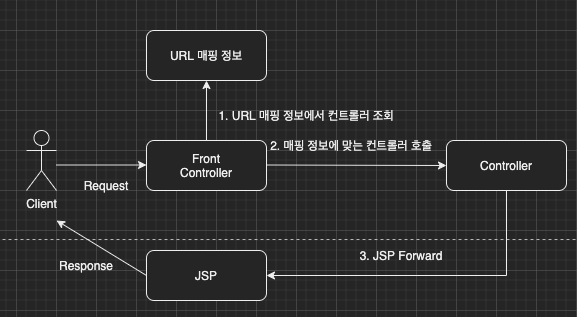 URL 매핑 정보
1. URL 매핑 정보에서 컨트롤러 조회
2. 매핑 정보에 맞는 컨트롤러 호출
Front
Controller
Controller
Request
Client
3. JSP Forward
Response
JSP